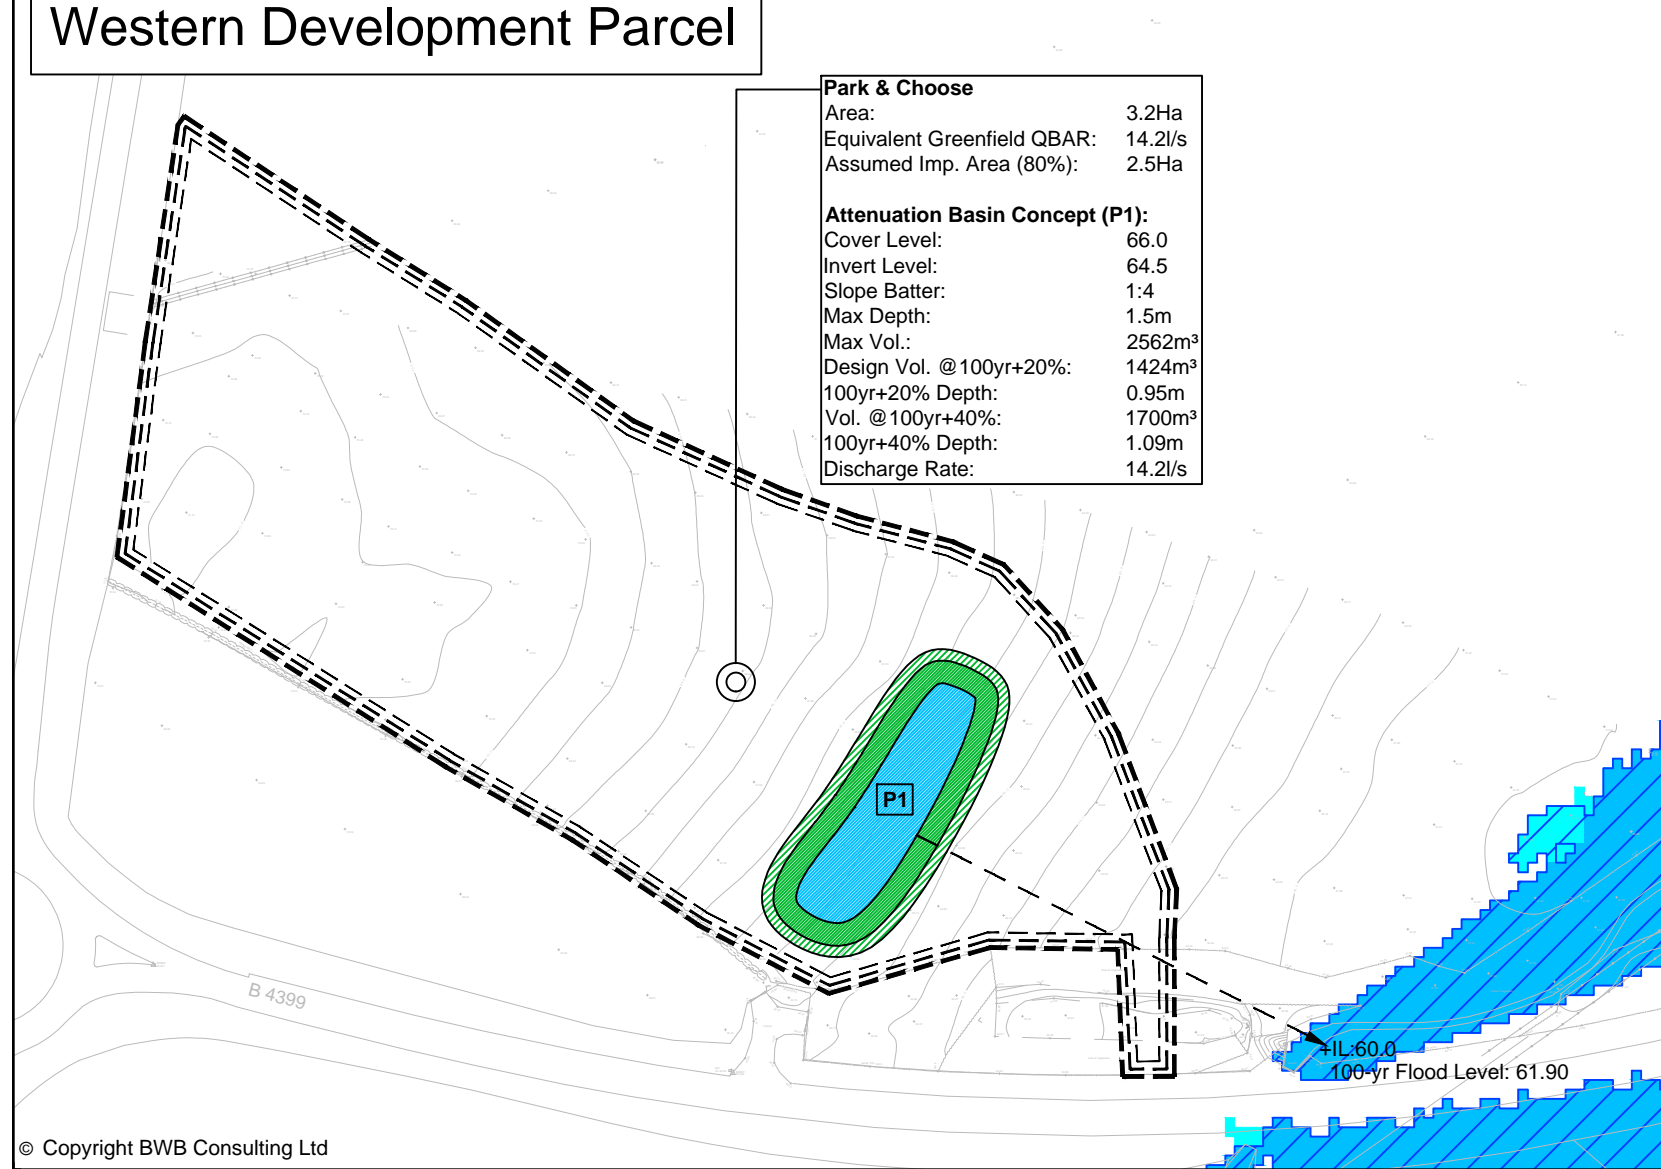 Western Development Parcel
Park & Choose
Area: 3.2Ha
Equivalent Greenfield QBAR: 14.2l/s
Assumed Imp. Area (80%): 2.5Ha
Attenuation Basin Concept (P1):
Cover Level: 66.0
Invert Level: 64.5
Slope Batter: 1:4
Max Depth: 1.5m
Max Vol.: 2562m³
Design Vol. @100yr+20%: 1424m³
100yr+20% Depth: 0.95m
Vol. @100yr+40%: 1700m³
100yr+40% Depth: 1.09m
Discharge Rate: 14.2l/s
P1
B 4399
IL:60.0
100-yr Flood Level: 61.90
© Copyright BWB Consulting Ltd